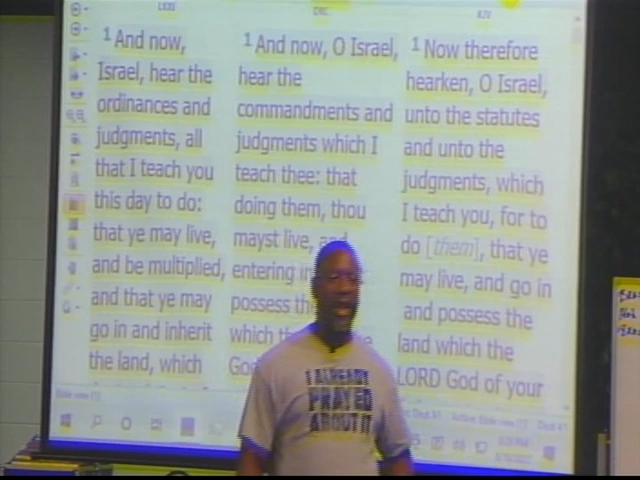 LXXE
DRC
KJV
1 And now,
Israel, hear the
ordinances and
judgments, all
that I teach you
this day to do:
that ye may live,
and be multiplied,
and that ye may
go in and inherit
the land, which
1 And now, O Israel,
hear the
commandments and
judgments which I
teach thee: that
doing them, thou
mayst live, and
entering in
possess the
which
God
1 Now therefore
hearken, O Israel,
unto the statutes
and unto the
judgments, which
I teach you, for to
do [them], that ye
may live, and go in
and possess the
land which the
LORD God of your
I ALREADY
PRAYED
ABOUT IT